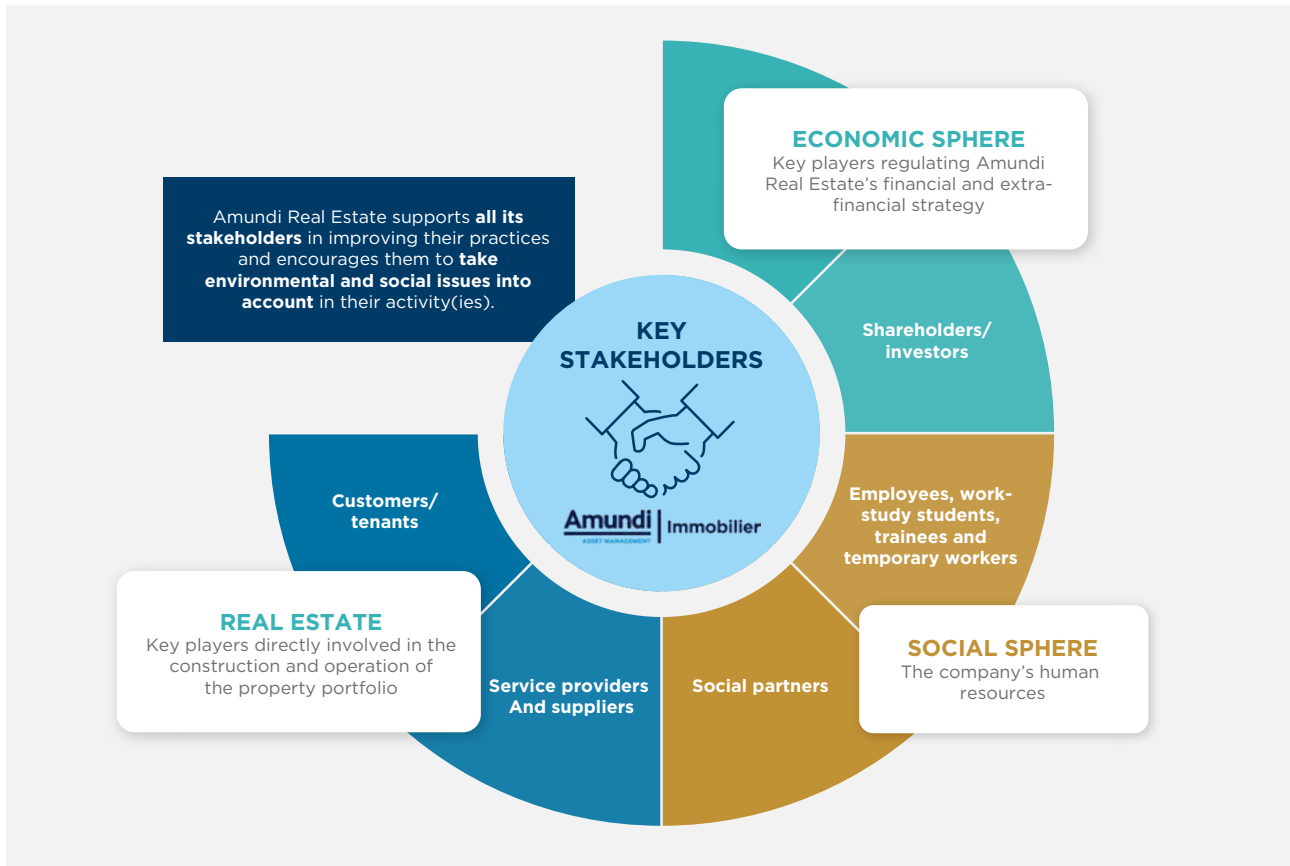 ECONOMIC SPHERE
Key players regulating Amundi
Real Estate's financial and extra-
financial strategy
Amundi Real Estate supports all its
stakeholders in improving their practices
and encourages them to take
environmental and social issues into
account in their activity(ies).
KEY
STAKEHOLDERS
Amundi
ASSET MANAGEMENT
Immobilier
Shareholders/
investors
Employees, work-
study students,
trainees and
temporary workers
Customers/
tenants
REAL ESTATE
Key players directly involved in the
construction and operation of
the property portfolio
SOCIAL SPHERE
The company's human
resources
Service providers
And suppliers
Social partners